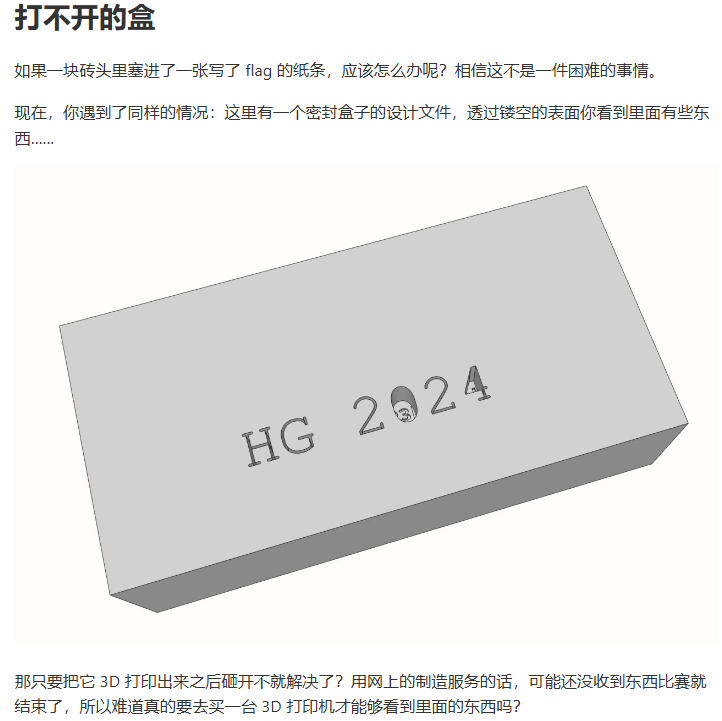 打不开的盒
如果一块砖头里塞进了一张写了 flag 的纸条，应该怎么办呢？相信这不是一件困难的事情。
现在，你遇到了同样的情况：这里有一个密封盒子的设计文件，透过镂空的表面你看到里面有些东
西......
HG 2024
那只要把它 3D 打印出来之后砸开不就解决了？用网上的制造服务的话，可能还没收到东西比赛就
结束了，所以难道真的要去买一台 3D 打印机才能够看到里面的东西吗？